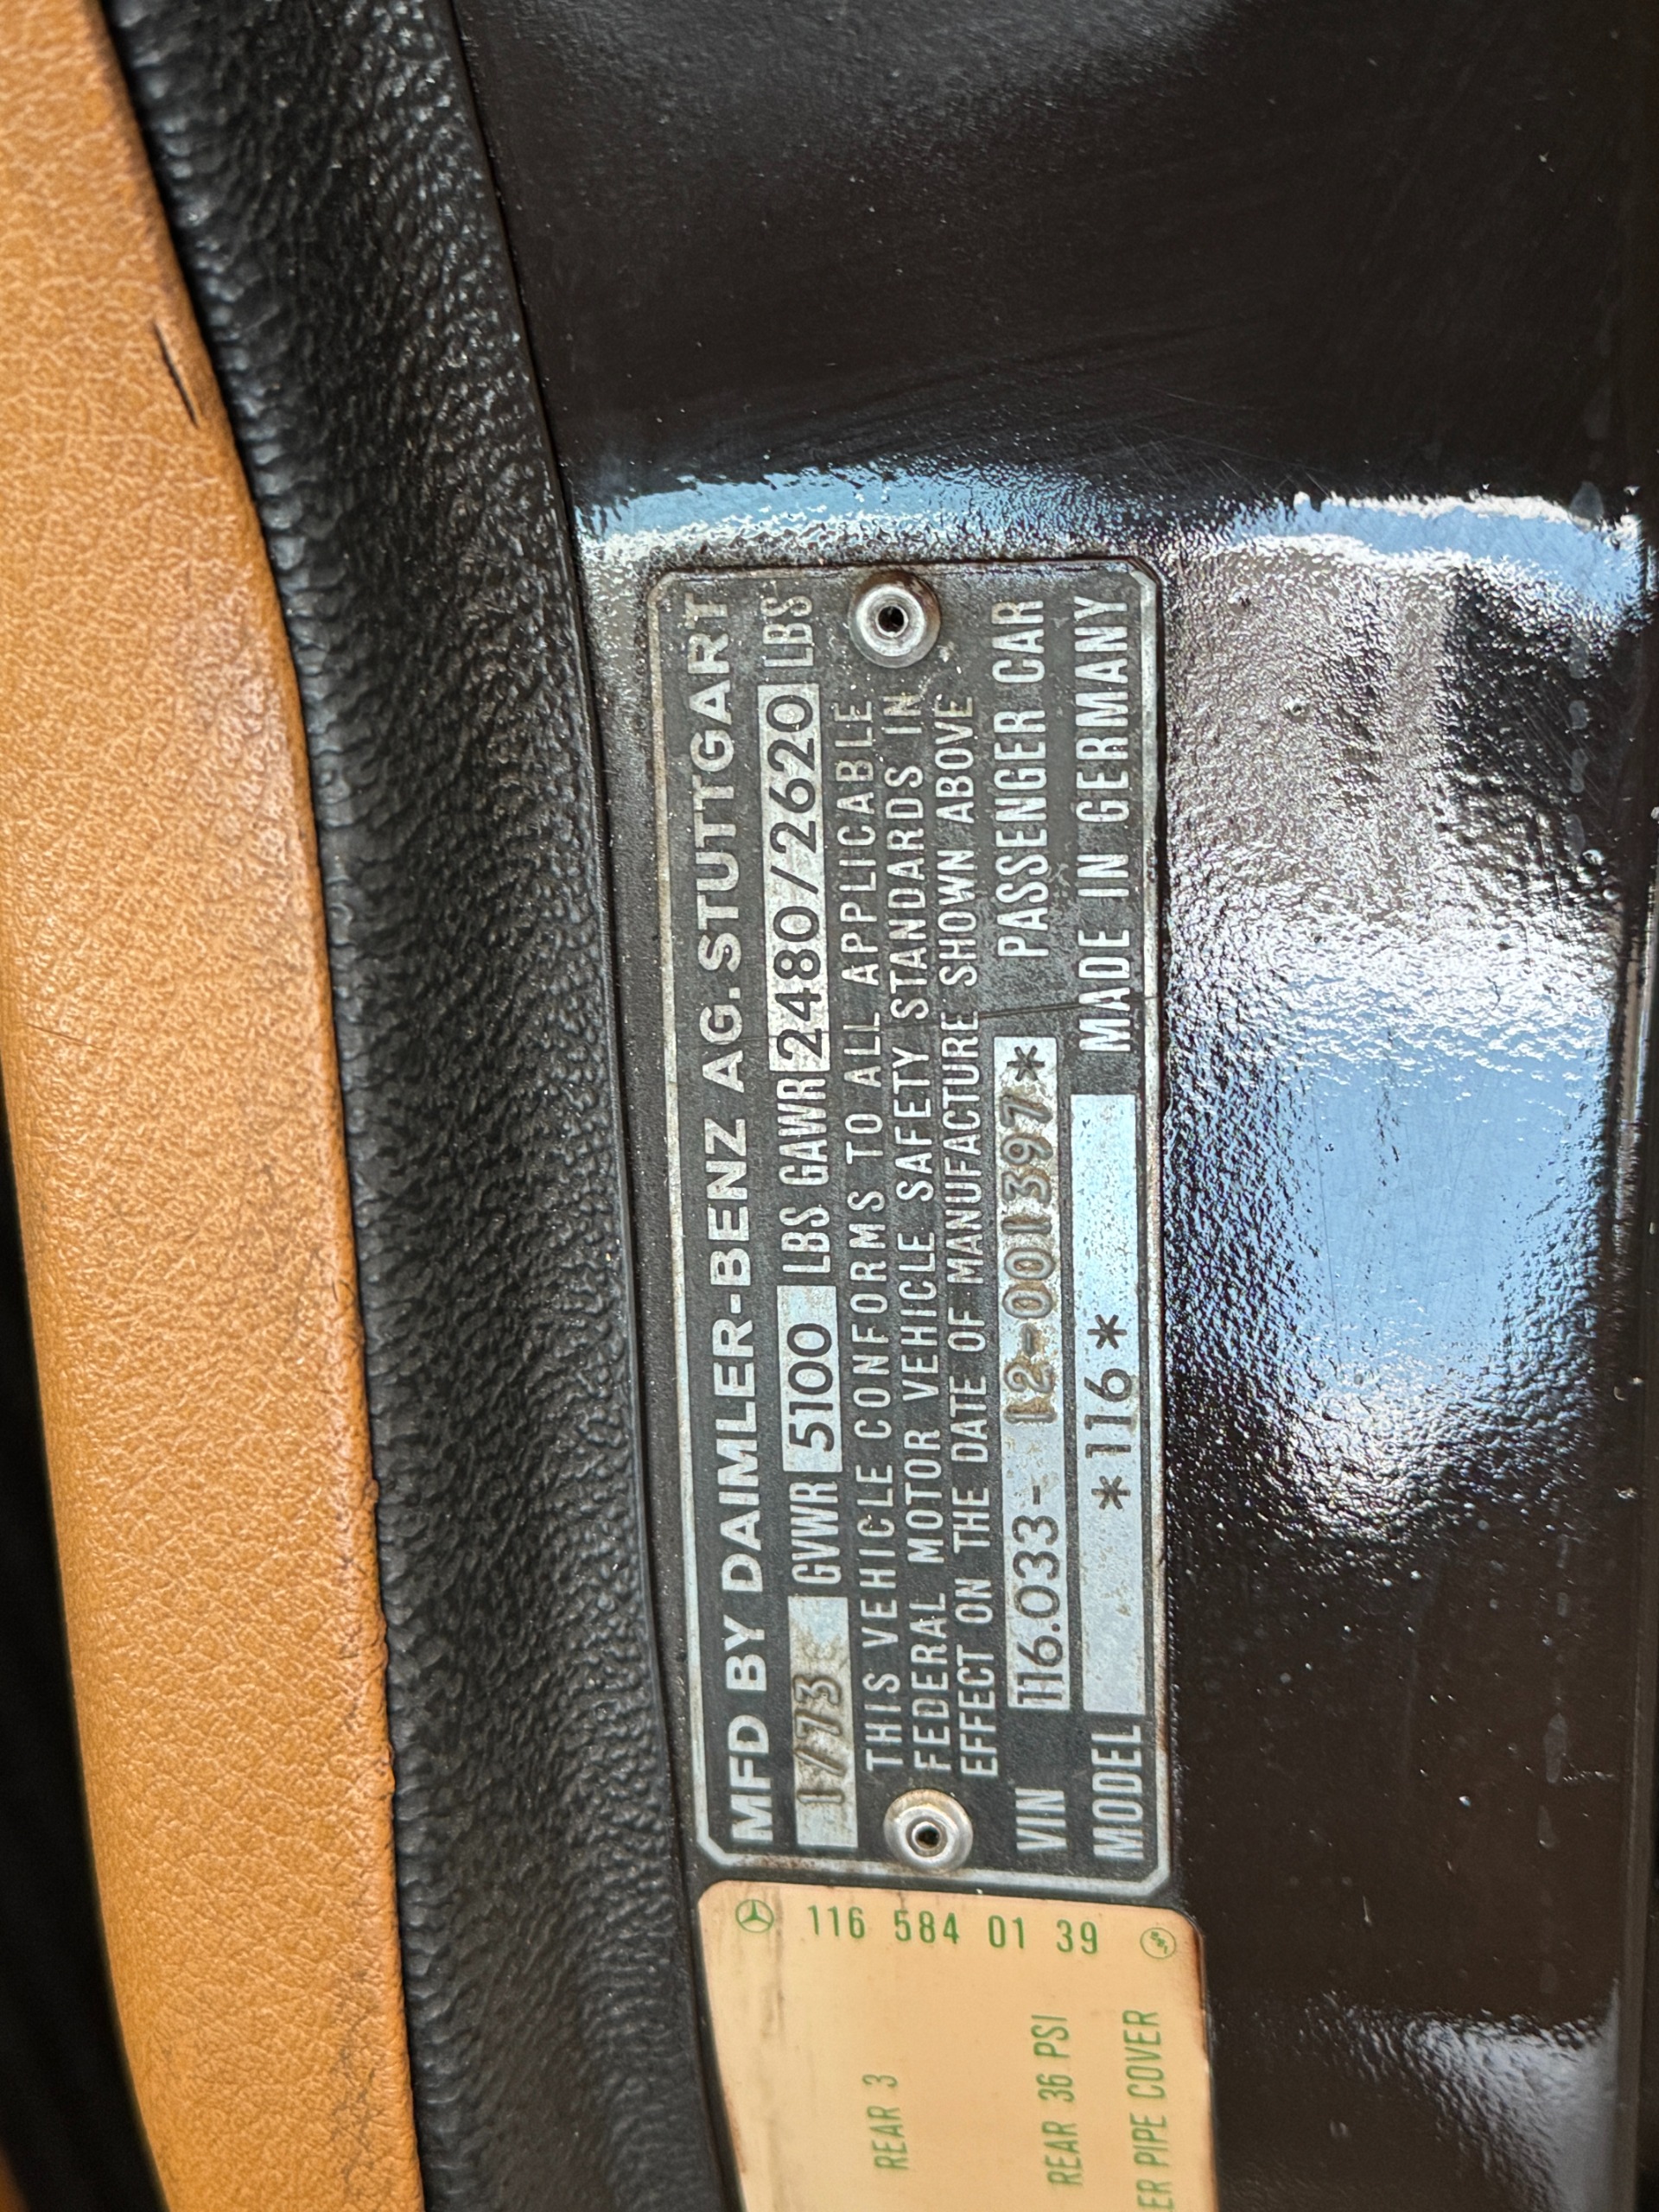 MFD BY DAIMLER-BENZ AG. STUTTGART
1/73 GVWR 5100 LBS GAWR 2480/2620 LBS
THIS VEHICLE CONFORMS TO ALL APPLICABLE
FEDERAL MOTOR VEHICLE SAFETY STANDARDS IN
EFFECT ON THE DATE OF MANUFACTURE SHOWN ABOVE
VIN 116.033-12-001397* PASSENGER CAR
MODEL *116* MADE IN GERMANY
116 584 01 39
REAR 3
REAR 36 PSI
ER PIPE COVER